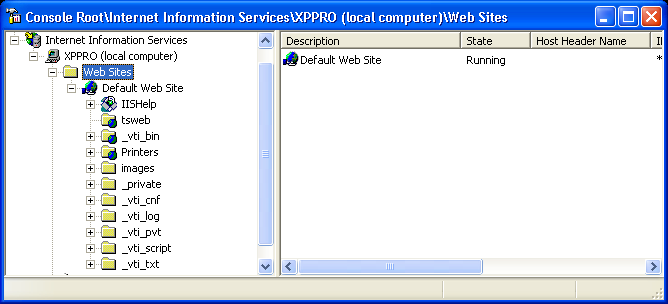 Console Root\Internet Information Services\XPPRO (local computer)\Web Sites
Internet Information Services
XPPRO (local computer)
Web Sites
Default Web Site
IISHelp
tsweb
_vti_bin
Printers
images
_private
_vti_cnf
_vti_log
_vti_pvt
_vti_script
_vti_txt
Description State Host Header Name
Default Web Site Running *